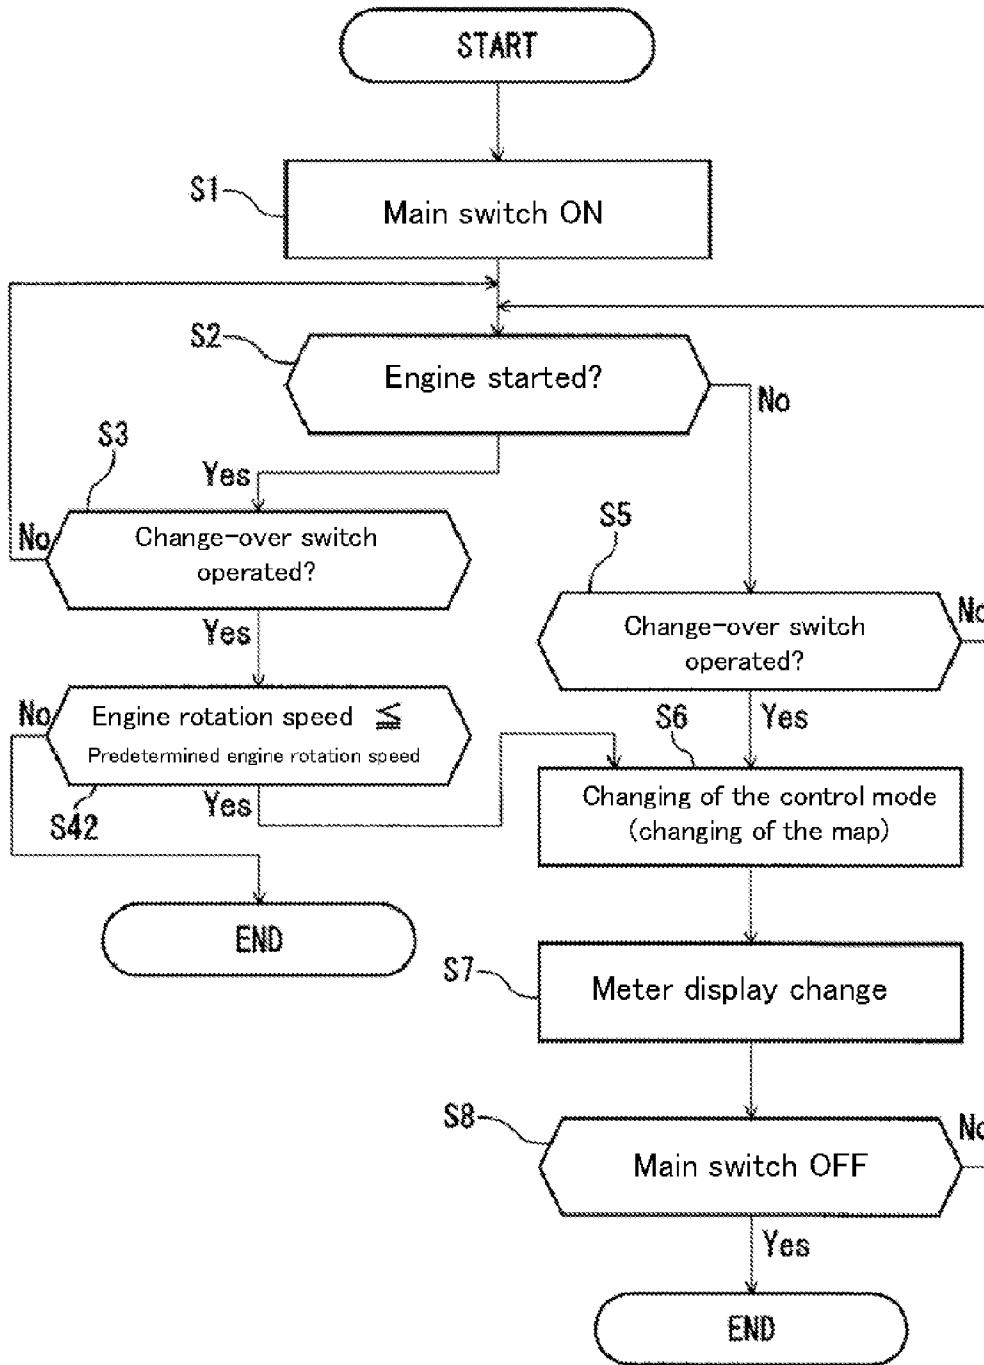 START
S1
Main switch ON
S2
Engine started?
No
S3
Yes
No
Change-over switch
operated?
S5
No
Change-over switch
operated?
Yes
No
Engine rotation speed ≦
Predetermined engine rotation speed
S42
Yes
S6
Yes
Changing of the control mode
(changing of the map)
END
S7
Meter display change
S8
No
Main switch OFF
Yes
END